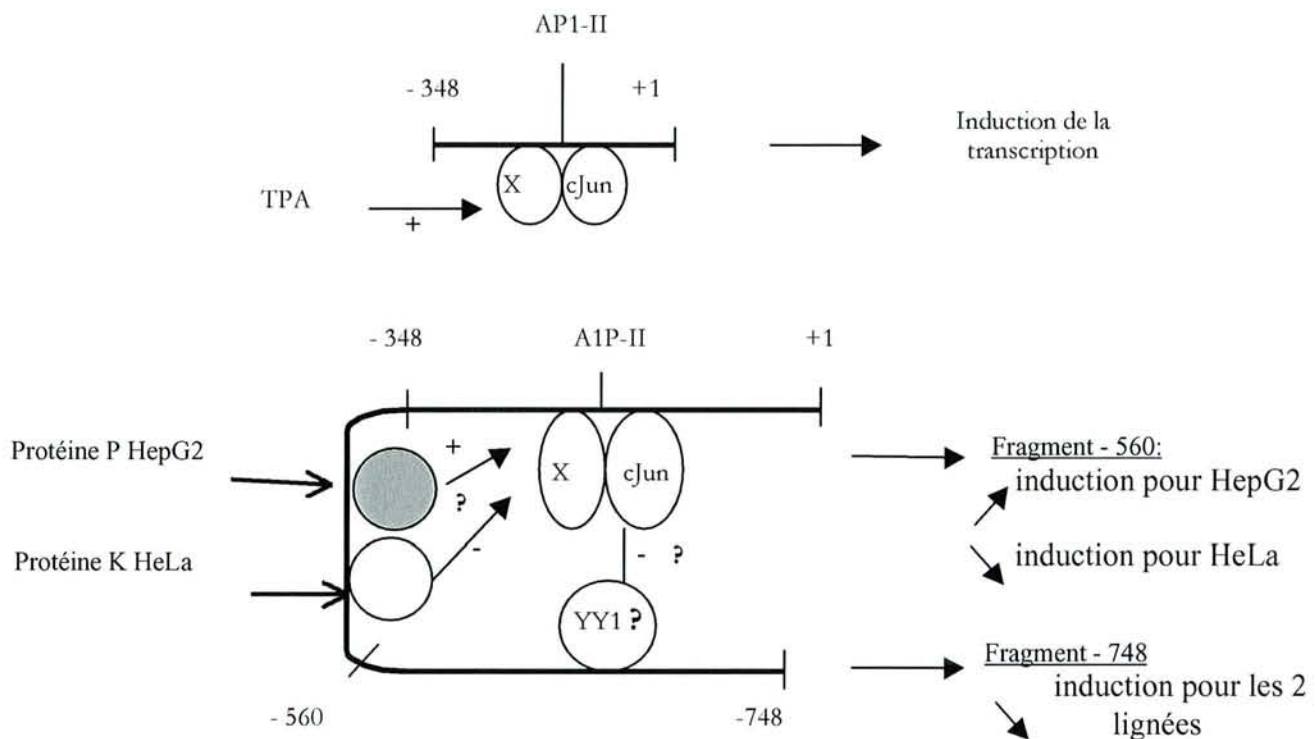 AP1-II
- 348
+1
Induction de la
transcription
X
cJun
TPA
+
- 348
A1P-II
+1
Protéine P HepG2
+
?
X
cJun
Fragment - 560:
induction pour HepG2
Protéine K HeLa
-
- ?
induction pour HeLa
YY1 ?
Fragment - 748
induction pour les 2
lignées
- 560
-748